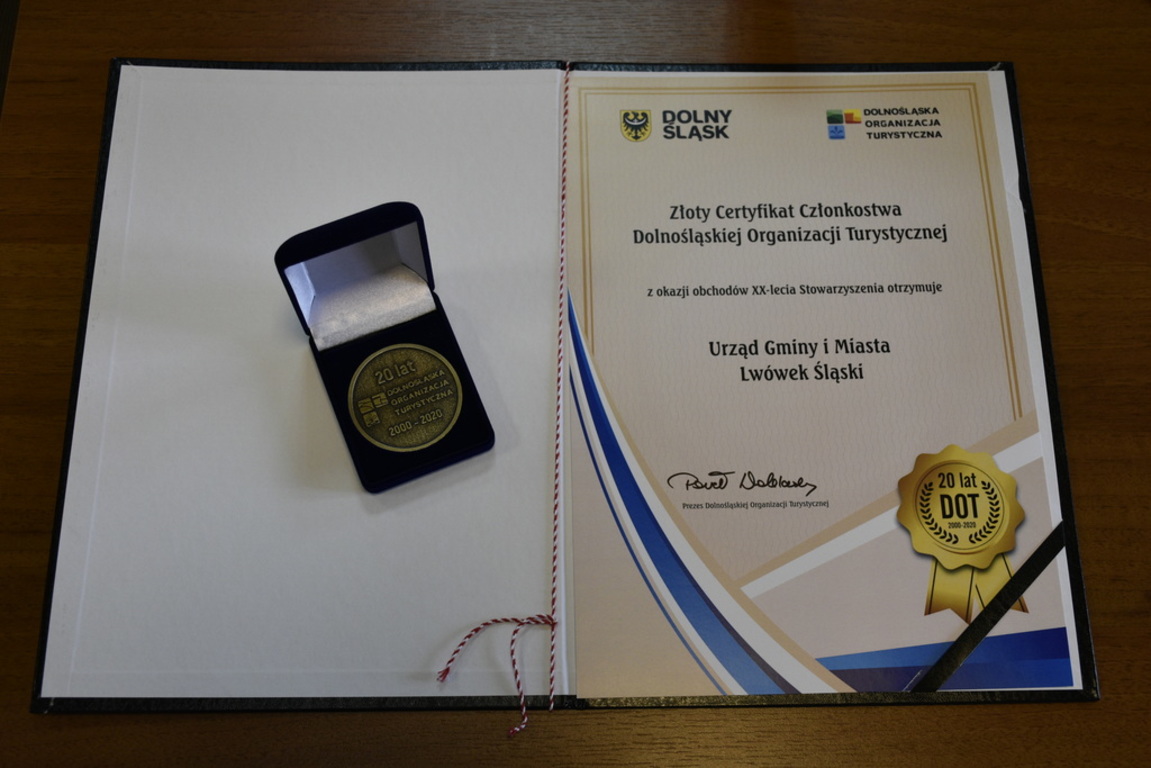 20 lat
DOLNOŚLĄSKA
ORGANIZACJA
TURYSTYCZNA
2000 - 2020
DOLNY
ŚLĄSK
DOLNOŚLĄSKA
ORGANIZACJA
TURYSTYCZNA
Złoty Certyfikat Członkostwa
Dolnośląskiej Organizacji Turystycznej
z okazji obchodów XX-lecia Stowarzyszenia otrzymuje
Urząd Gminy i Miasta
Lwówek Śląski
Prezes Dolnośląskiej Organizacji Turystycznej
20 lat
DOT
2000-2020